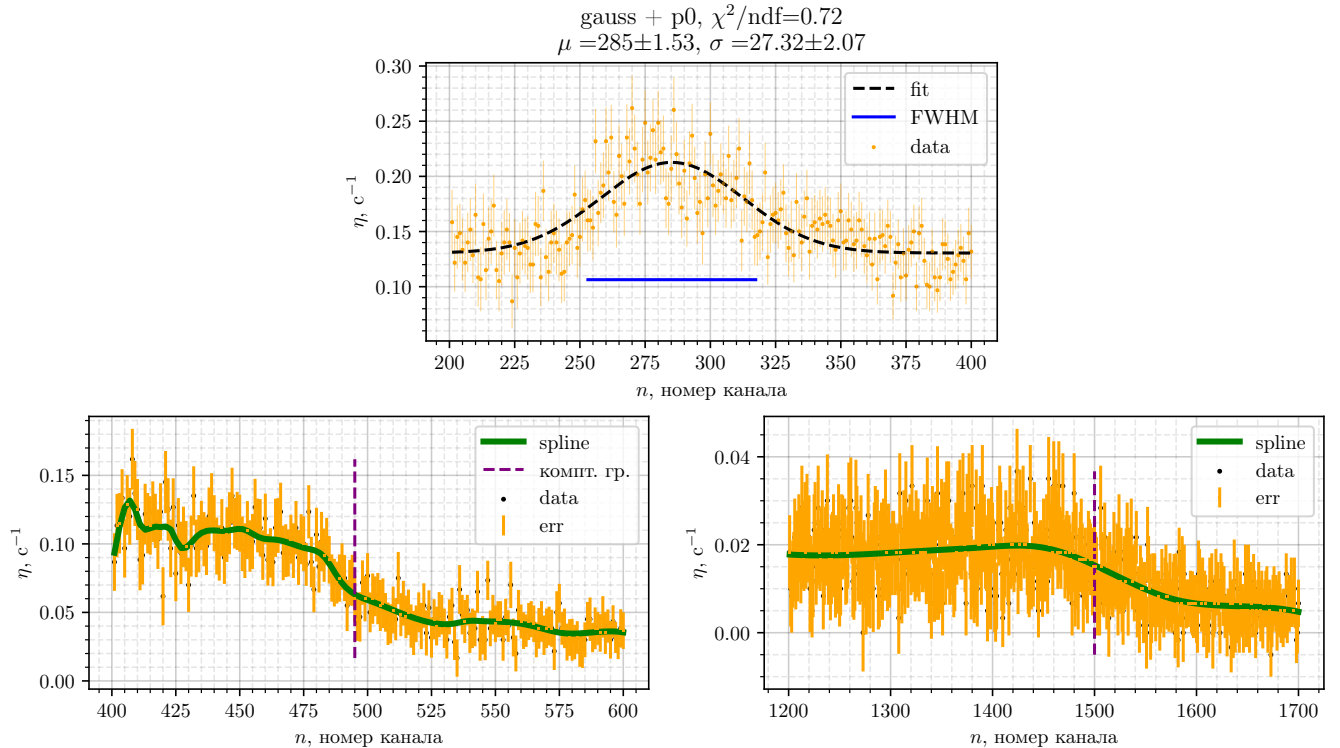 gauss + p0, χ²/ndf=0.72
μ =285±1.53, σ =27.32±2.07
0.30
0.25
0.20
0.15
0.10
η, с⁻¹
fit
FWHM
data
200 225 250 275 300 325 350 375 400
n, номер канала
0.15
0.10
0.05
0.00
η, с⁻¹
spline
компт. гр.
data
err
400 425 450 475 500 525 550 575 600
n, номер канала
0.04
0.02
0.00
η, с⁻¹
spline
data
err
1200 1300 1400 1500 1600 1700
n, номер канала